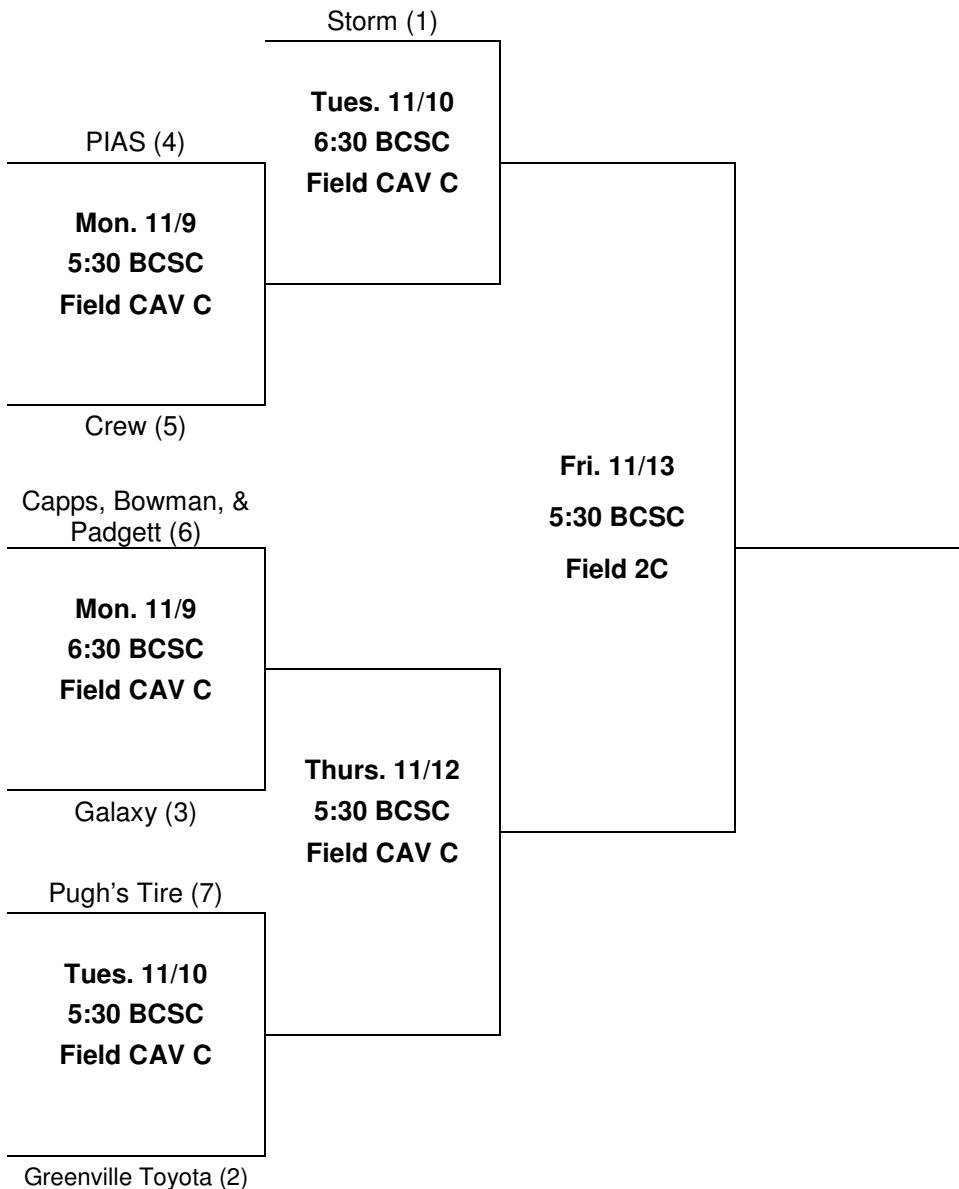 Storm (1)
Tues. 11/10
6:30 BCSC
Field CAV C
PIAS (4)
Mon. 11/9
5:30 BCSC
Field CAV C
Crew (5)
Fri. 11/13
5:30 BCSC
Field 2C
Capps, Bowman, &
Padgett (6)
Mon. 11/9
6:30 BCSC
Field CAV C
Galaxy (3)
Thurs. 11/12
5:30 BCSC
Field CAV C
Pugh's Tire (7)
Tues. 11/10
5:30 BCSC
Field CAV C
Greenville Toyota (2)